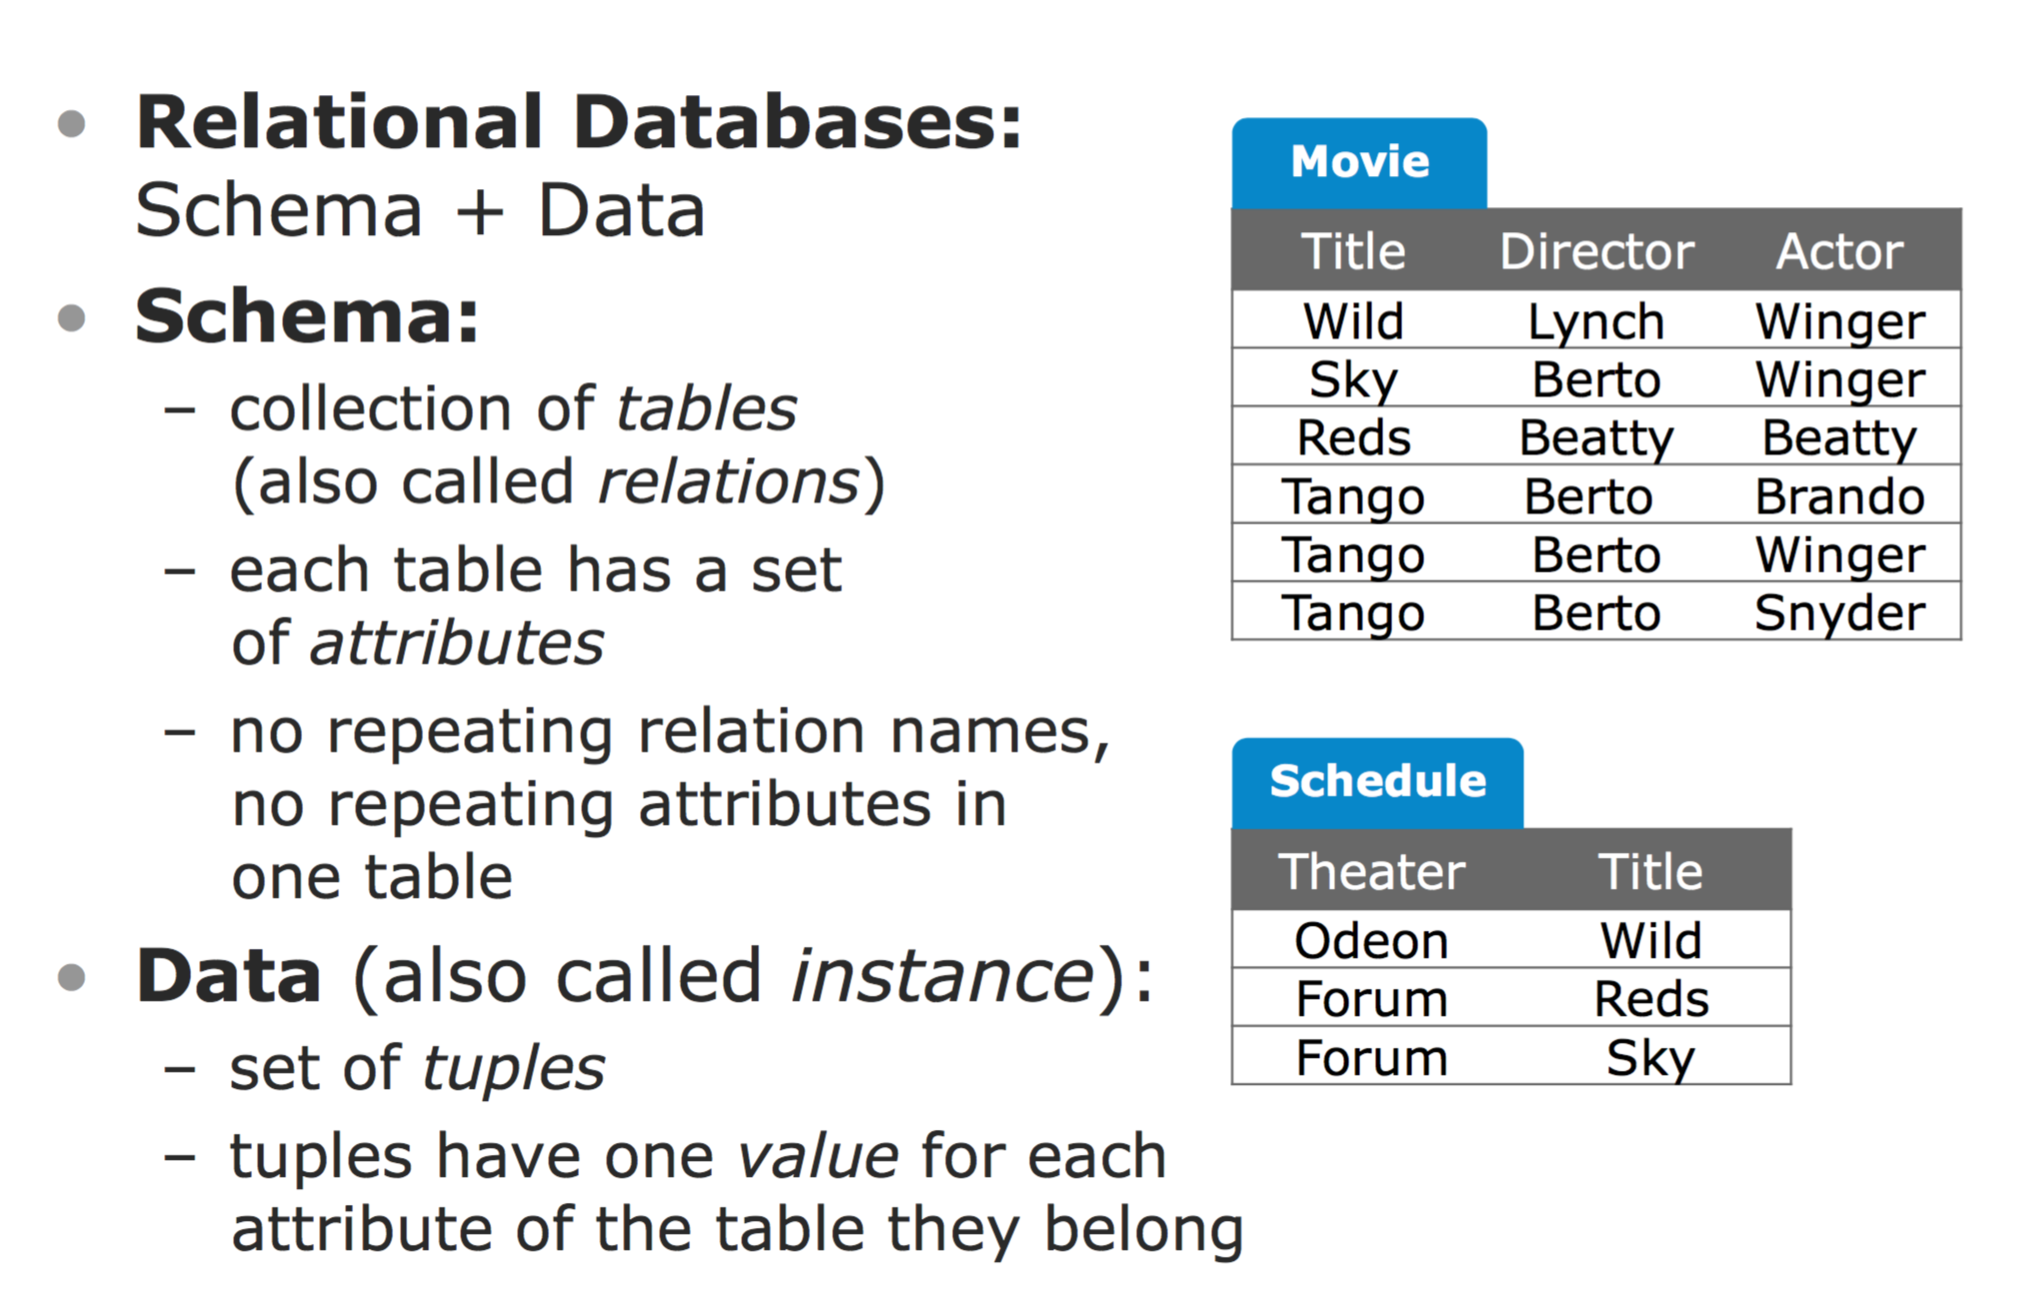 • Relational Databases:
Schema + Data
• Schema:
– collection of tables
(also called relations)
– each table has a set
of attributes
– no repeating relation names,
no repeating attributes in
one table
• Data (also called instance):
– set of tuples
– tuples have one value for each
attribute of the table they belong
Movie
Title Director Actor
Wild Lynch Winger
Sky Berto Winger
Reds Beatty Beatty
Tango Berto Brando
Tango Berto Winger
Tango Berto Snyder
Schedule
Theater Title
Odeon Wild
Forum Reds
Forum Sky